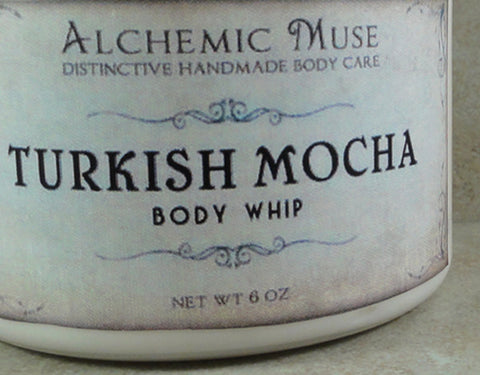 ALCHEMIC MUSE
DISTINCTIVE HANDMADE BODY CARE
TURKISH MOCHA
BODY WHIP
NET WT 6 OZ